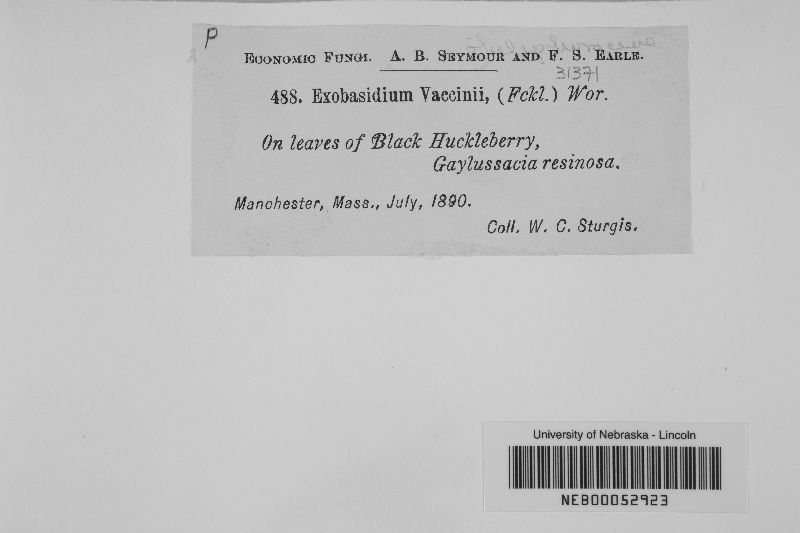 P
Economic Fungi. A. B. Seymour and F. S. Earle.
31371
488. Exobasidium Vaccinii, (Fckl.) Wor.
On leaves of Black Huckleberry,
Gaylussacia resinosa.
Manchester, Mass., July, 1890.
Coll. W. C. Sturgis.
University of Nebraska - Lincoln
NEB00052923